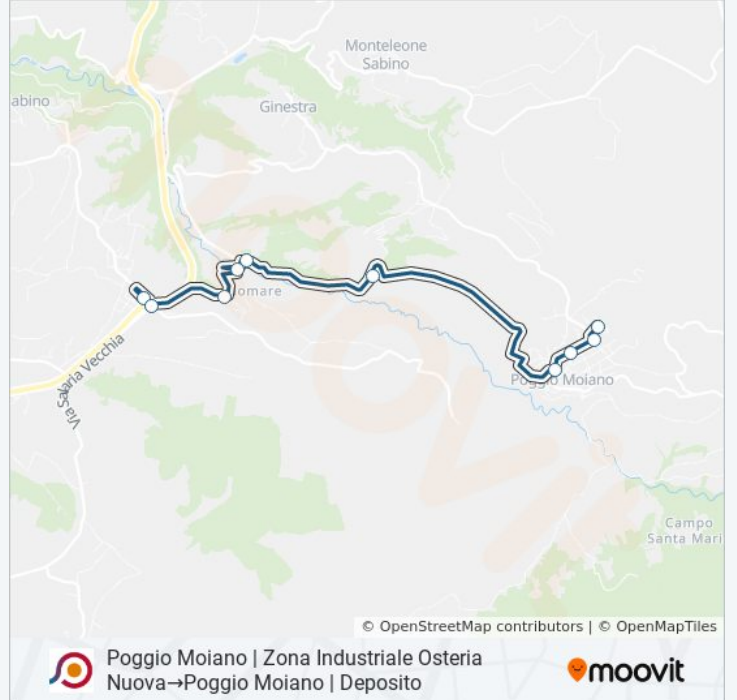 Monteleone
Sabino
abino
Ginestra
omare
Via Salaria Vecchia
Poggio Moiano
Campo
Santa Mari
© OpenStreetMap contributors | © OpenMapTiles
Poggio Moiano | Zona Industriale Osteria
Nuova→Poggio Moiano | Deposito
moovit